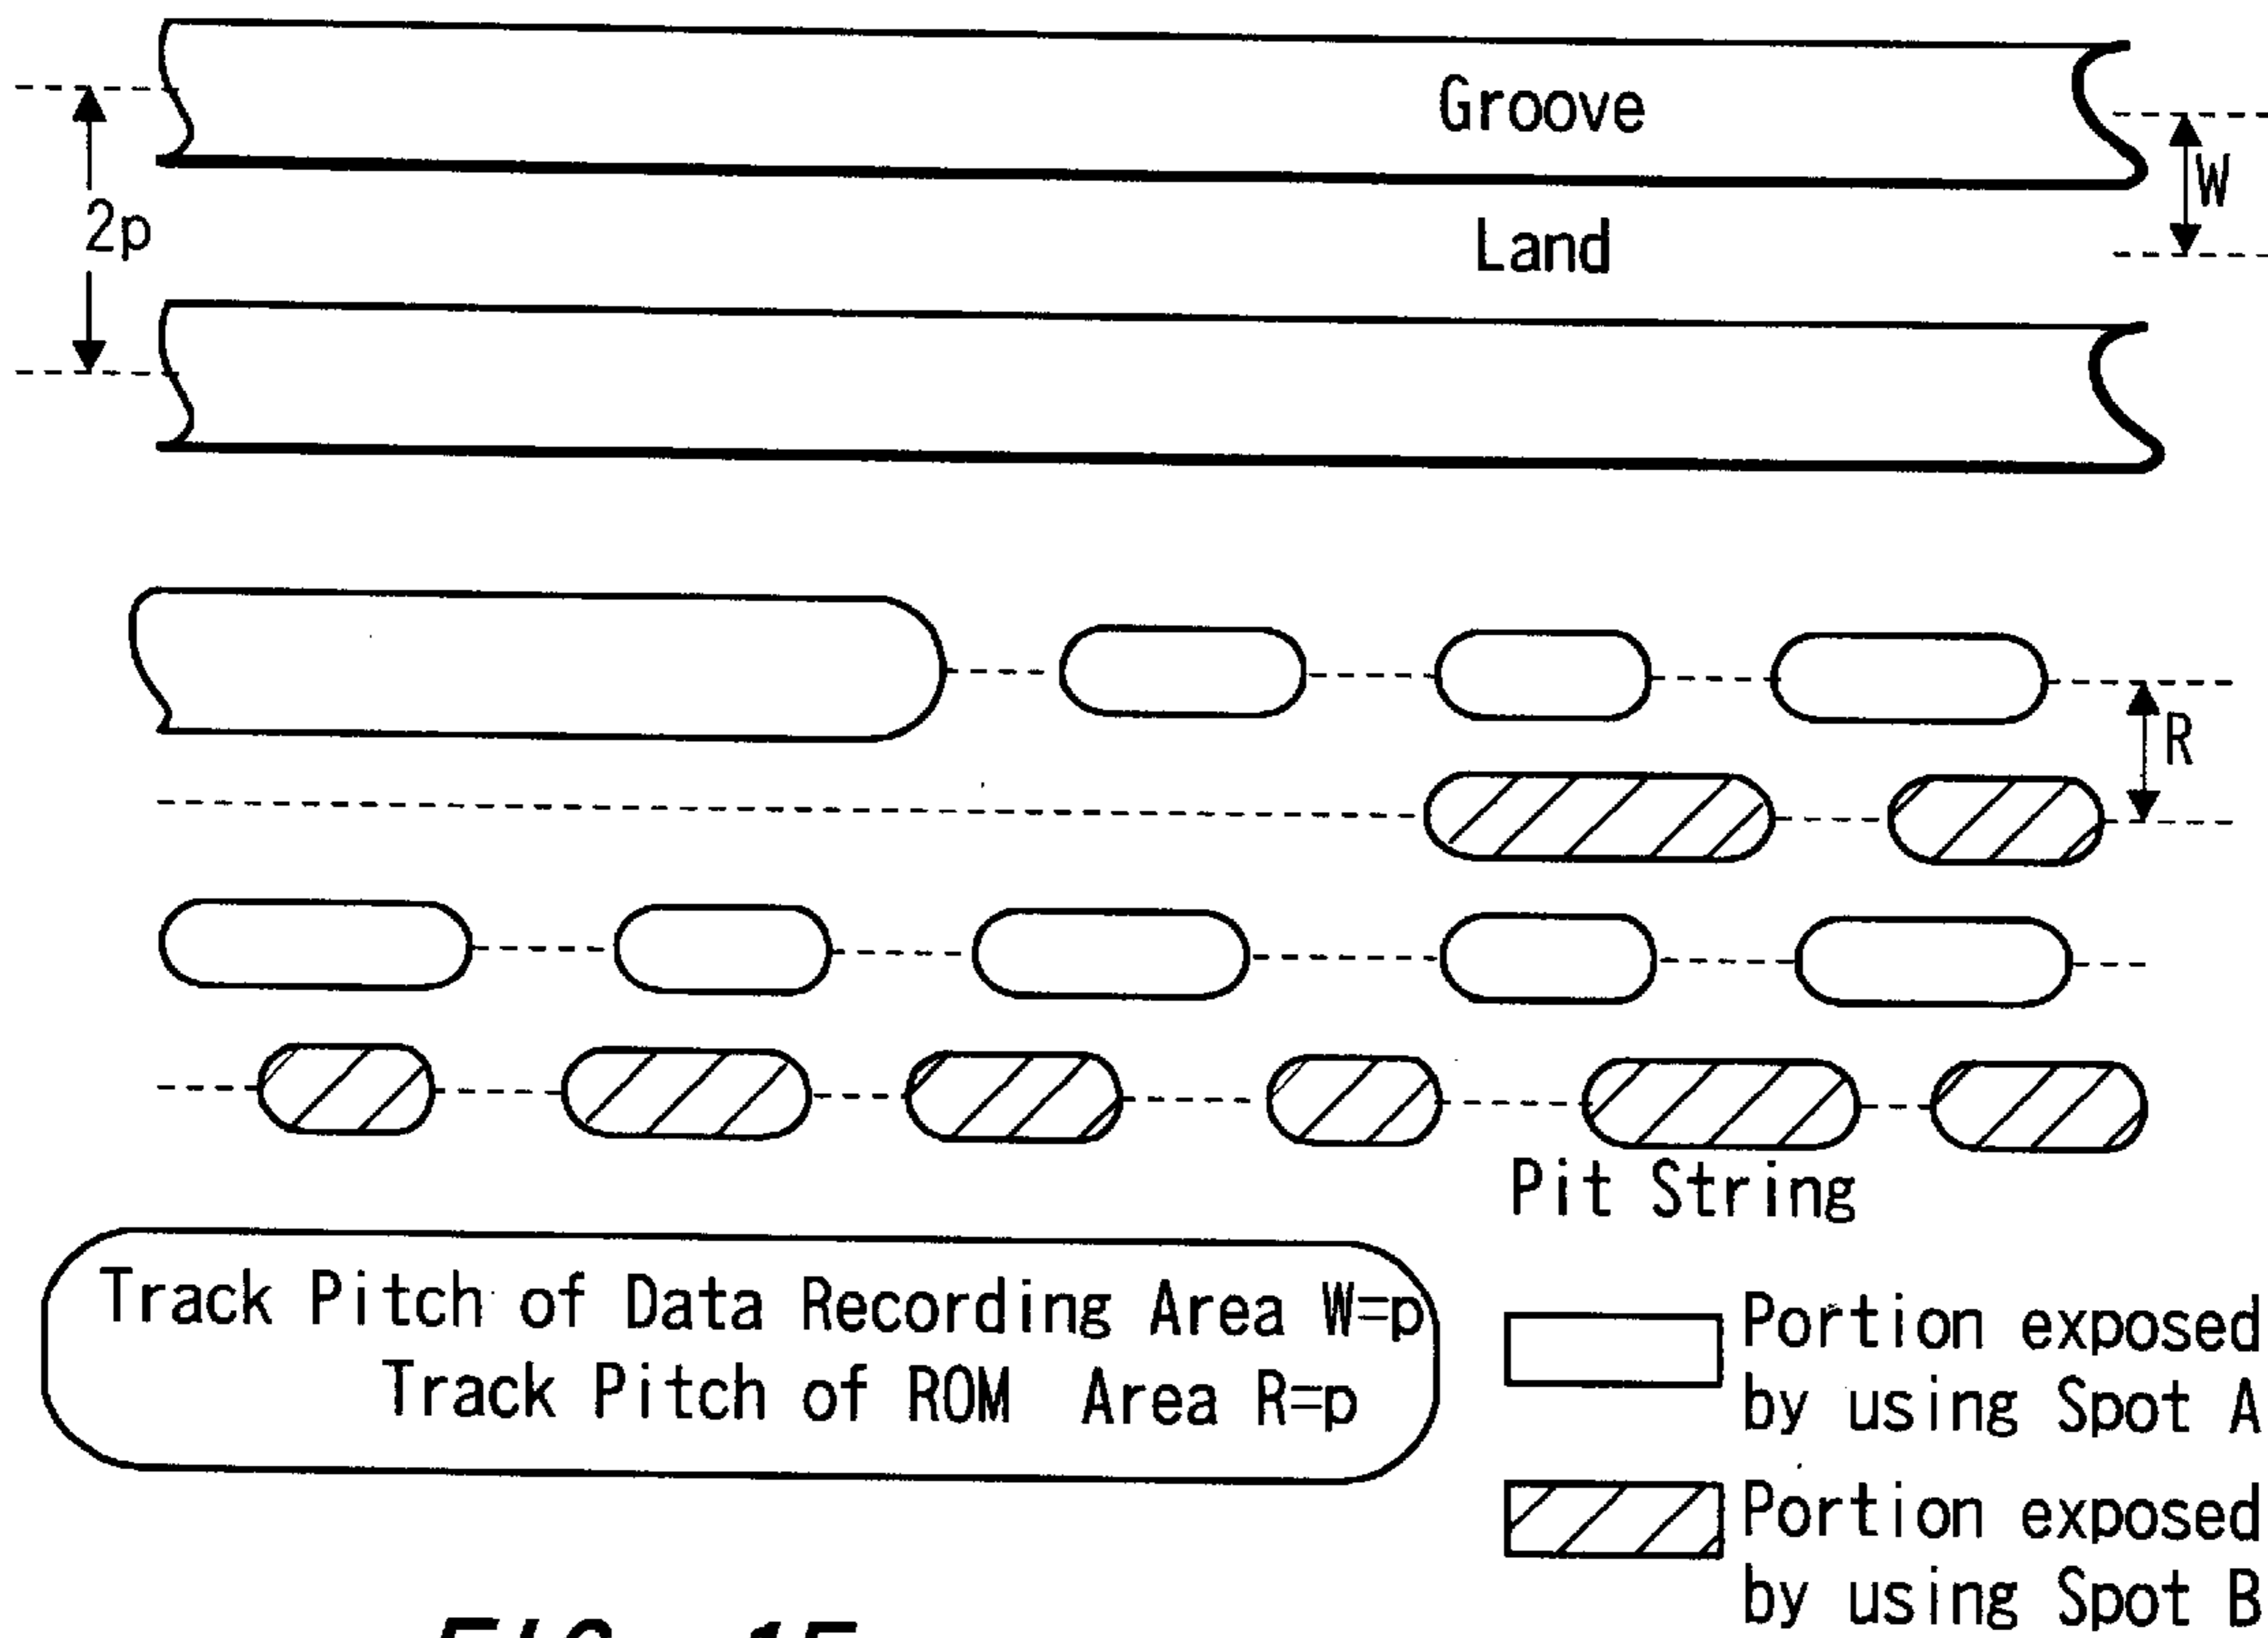 Groove
W
2p
Land
R
Pit String
Track Pitch of Data Recording Area W=p
Track Pitch of ROM Area R=p
Portion exposed
by using Spot A
Portion exposed
by using Spot B